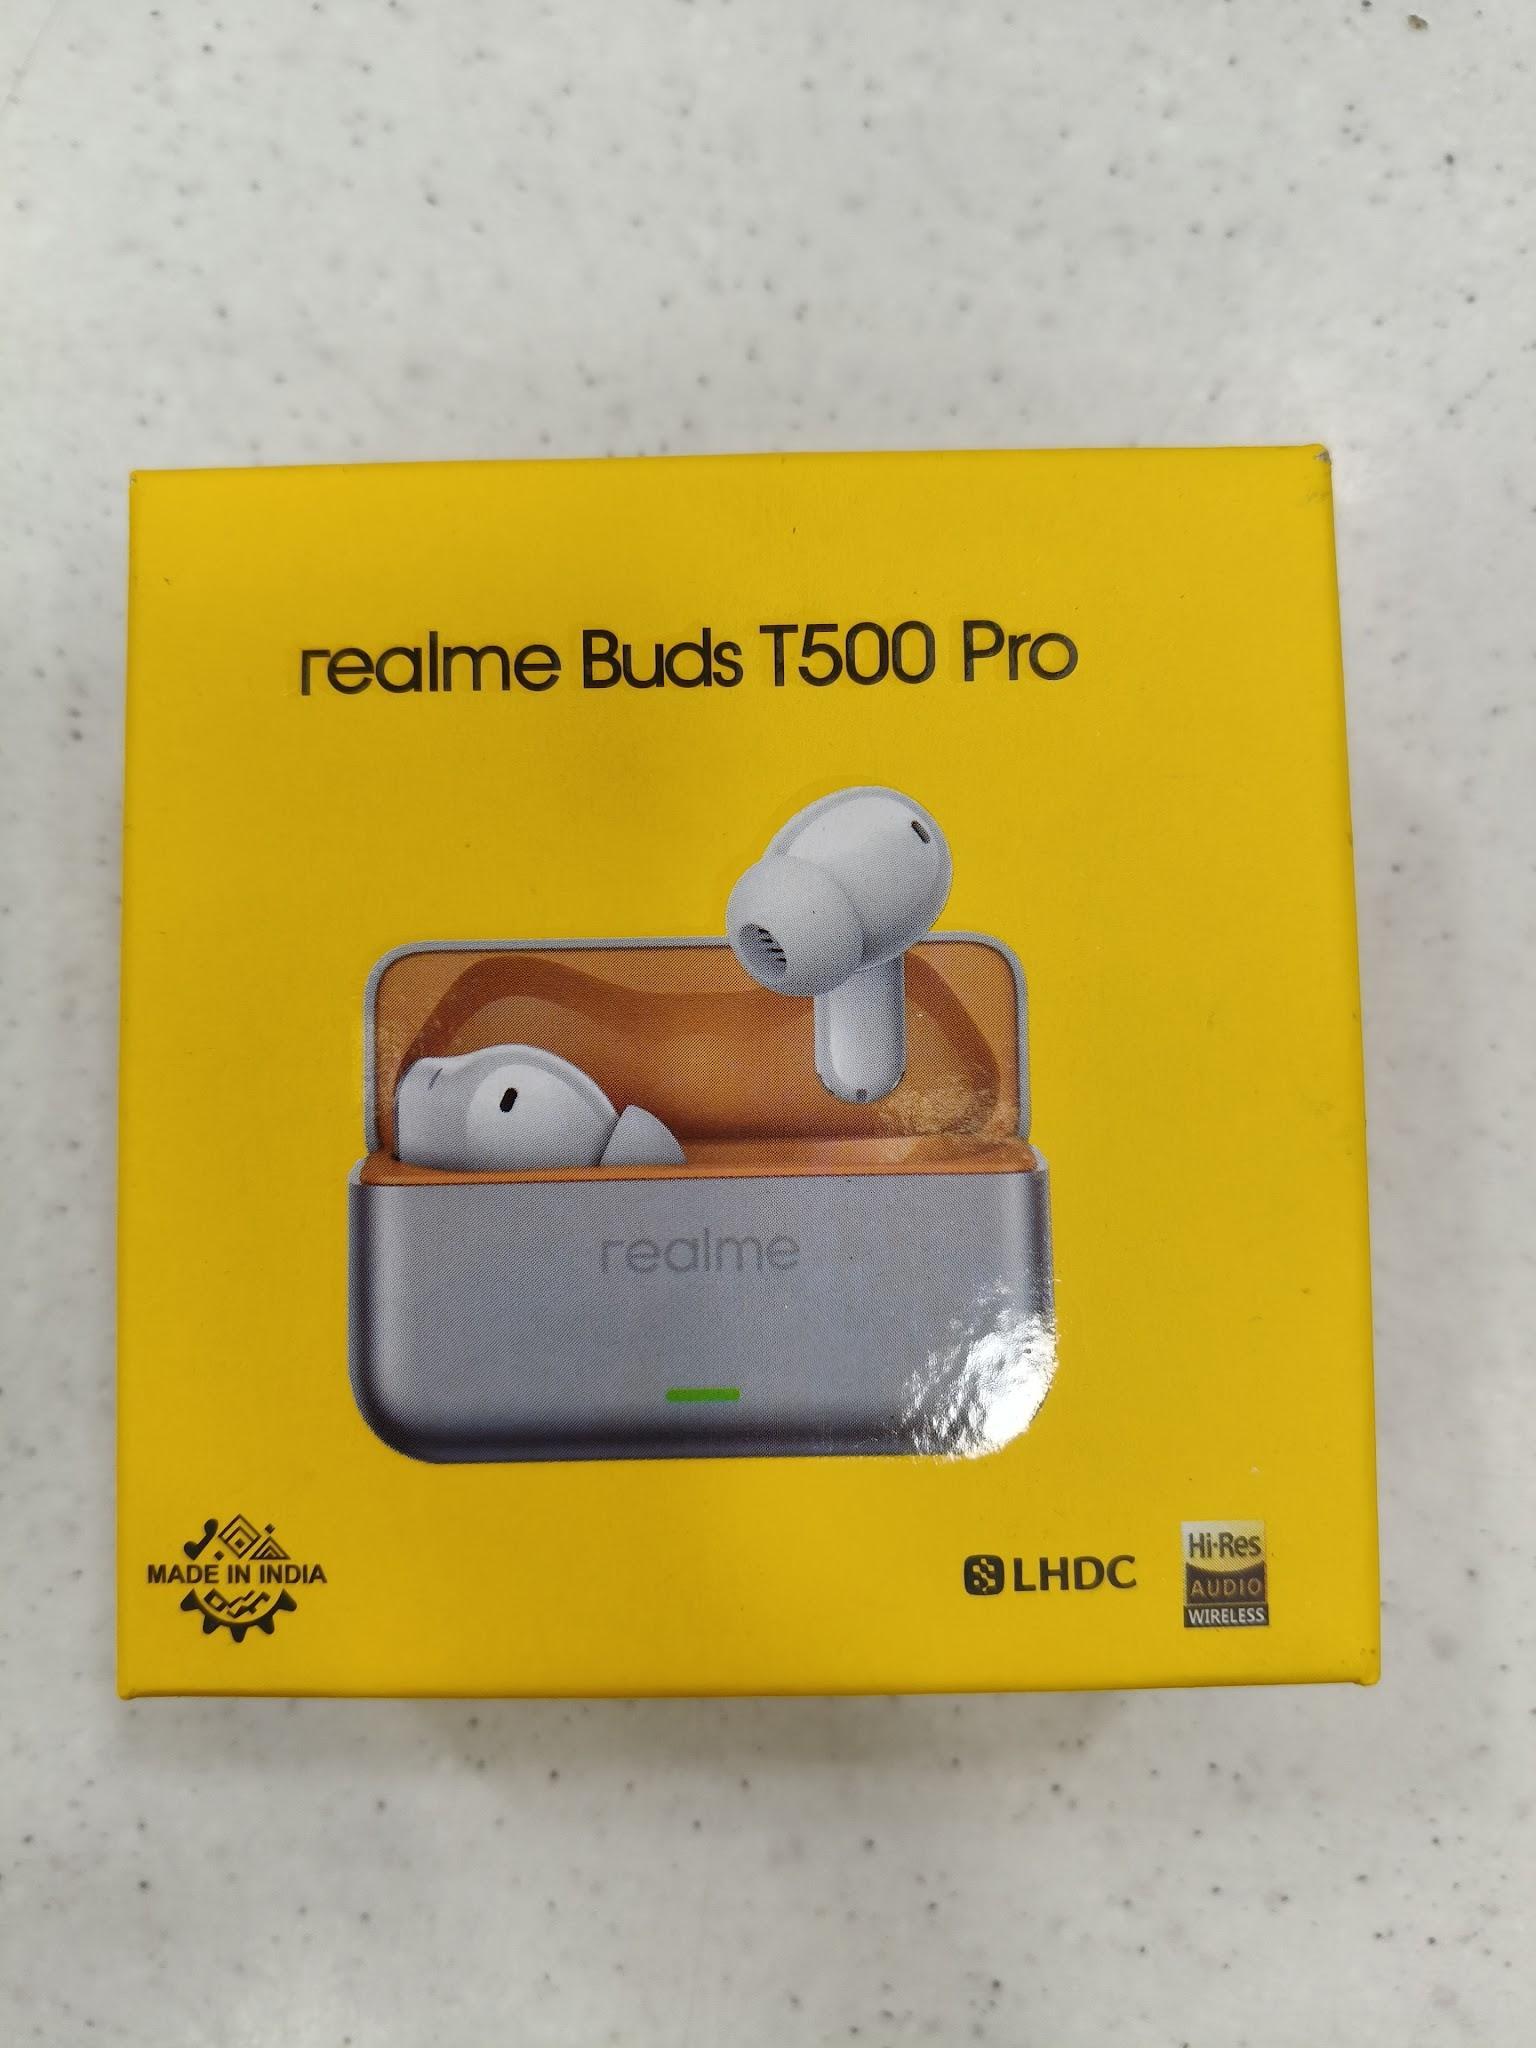 realme Buds T500 Pro
realme
MADE IN INDIA
LHDC
Hi-Res
AUDIO
WIRELESS